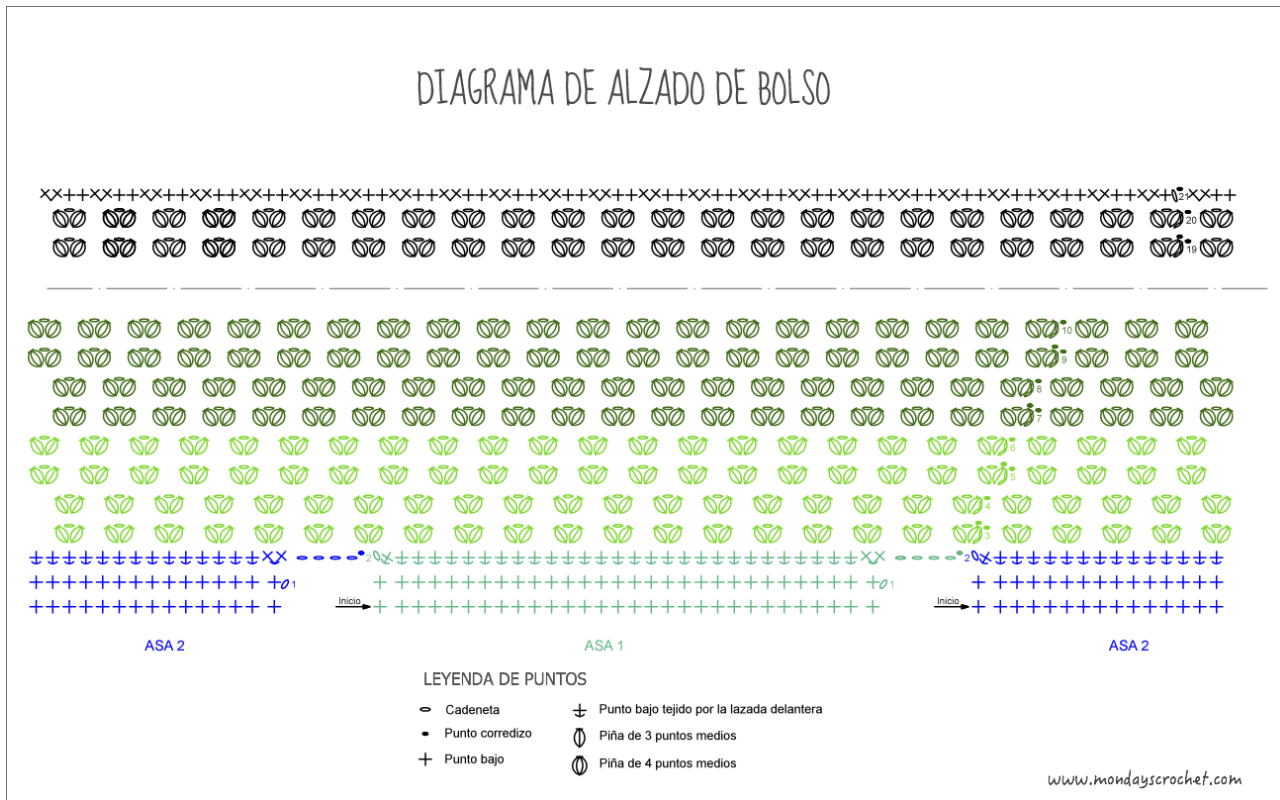 DIAGRAMA DE ALZADO DE BOLSO
21
20
19
10
9
8
7
6
5
4
3
2 2
1 1
Inicio Inicio
ASA 2 ASA 1 ASA 2
LEYENDA DE PUNTOS
Cadeneta Punto bajo tejido por la lazada delantera
Punto corredizo Piña de 3 puntos medios
Punto bajo Piña de 4 puntos medios
www.mondayscrochet.com